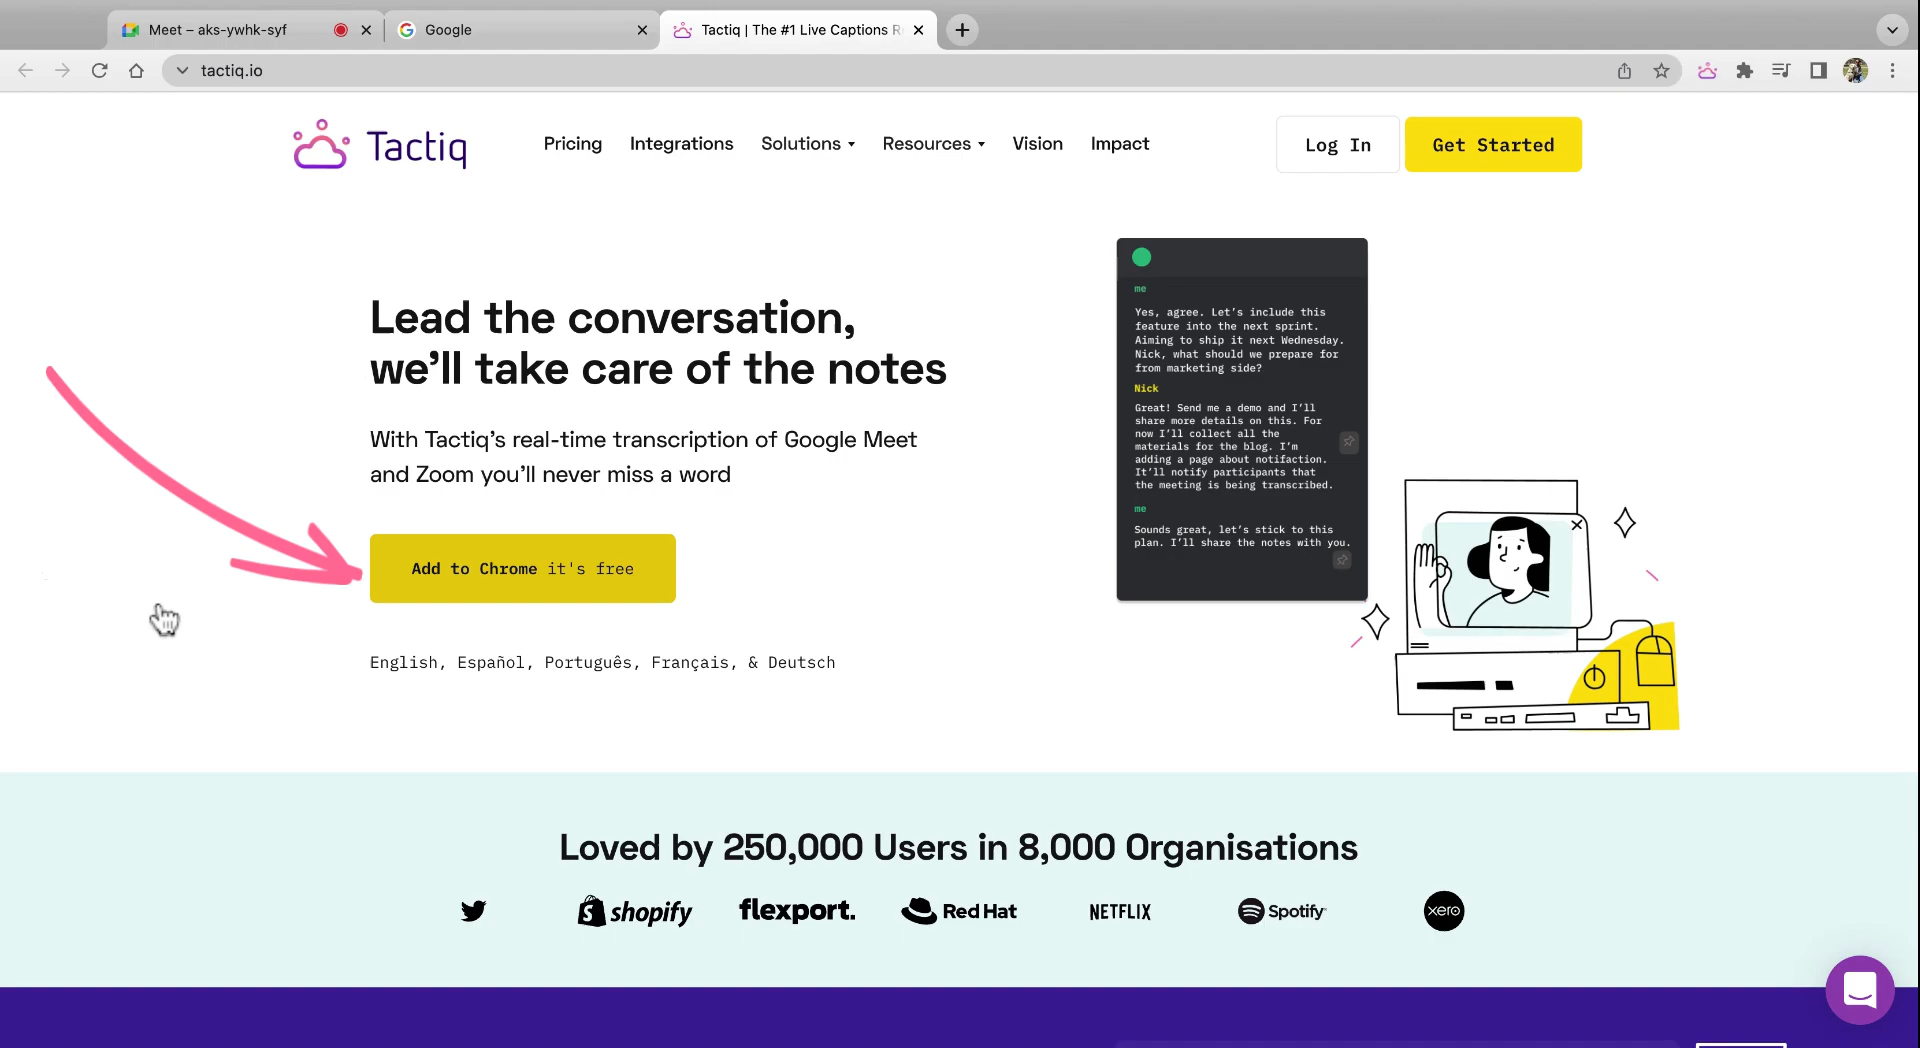 Meet – aks-ywhk-syf
Google
Tactiq | The #1 Live Captions R
tactiq.io
Tactiq
Pricing
Integrations
Solutions
Resources
Vision
Impact
Log In
Get Started
Lead the conversation,
we’ll take care of the notes
With Tactiq’s real-time transcription of Google Meet
and Zoom you’ll never miss a word
Add to Chrome it's free
English, Español, Português, Français, & Deutsch
me
Yes, agree. Let’s include this
feature into the next sprint.
Aiming to ship it next Wednesday.
Nick, what should we prepare for
from marketing side?
Nick
Great! Send me a demo and I’ll
share more details on this. For
now I’ll collect all the
materials for the blog. I’m
adding a page about notifaction.
It’ll notify participants that
the meeting is being transcribed.
me
Sounds great, let’s stick to this
plan. I’ll share the notes with you.
Loved by 250,000 Users in 8,000 Organisations
shopify
flexport.
Red Hat
NETFLIX
Spotify
xero